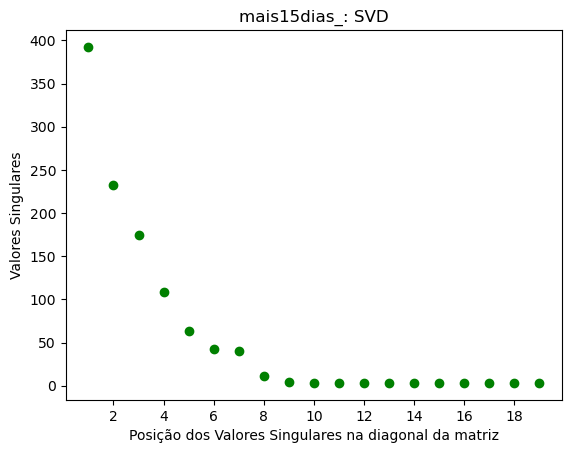 mais15dias_: SVD
Valores Singulares
400
350
300
250
200
150
100
50
0
2 4 6 8 10 12 14 16 18
Posição dos Valores Singulares na diagonal da matriz